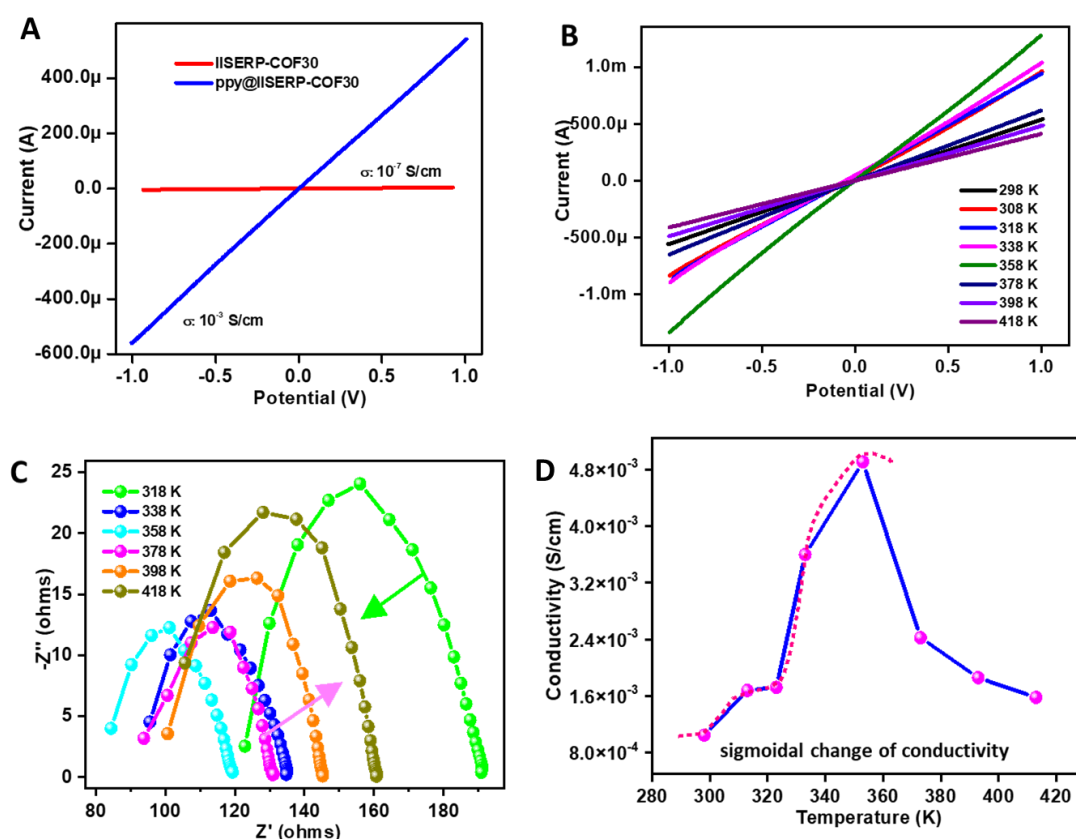 A
IISERP-COF30
ppy@IISERP-COF30
400.0µ
200.0µ
0.0
-200.0µ
-400.0µ
-600.0µ
Current (A)
σ: 10⁻⁷ S/cm
σ: 10⁻³ S/cm
-1.0 -0.5 0.0 0.5 1.0
Potential (V)
B
1.0m
500.0µ
0.0
-500.0m
-1.0m
Current (A)
298 K
308 K
318 K
338 K
358 K
378 K
398 K
418 K
-1.0 -0.5 0.0 0.5 1.0
Potential (V)
C
25
20
15
10
5
0
-Z'' (ohms)
318 K
338 K
358 K
378 K
398 K
418 K
80 100 120 140 160 180
Z' (ohms)
D
4.8×10⁻³
4.0×10⁻³
3.2×10⁻³
2.4×10⁻³
1.6×10⁻³
8.0×10⁻⁴
Conductivity (S/cm)
sigmoidal change of conductivity
280 300 320 340 360 380 400 420
Temperature (K)